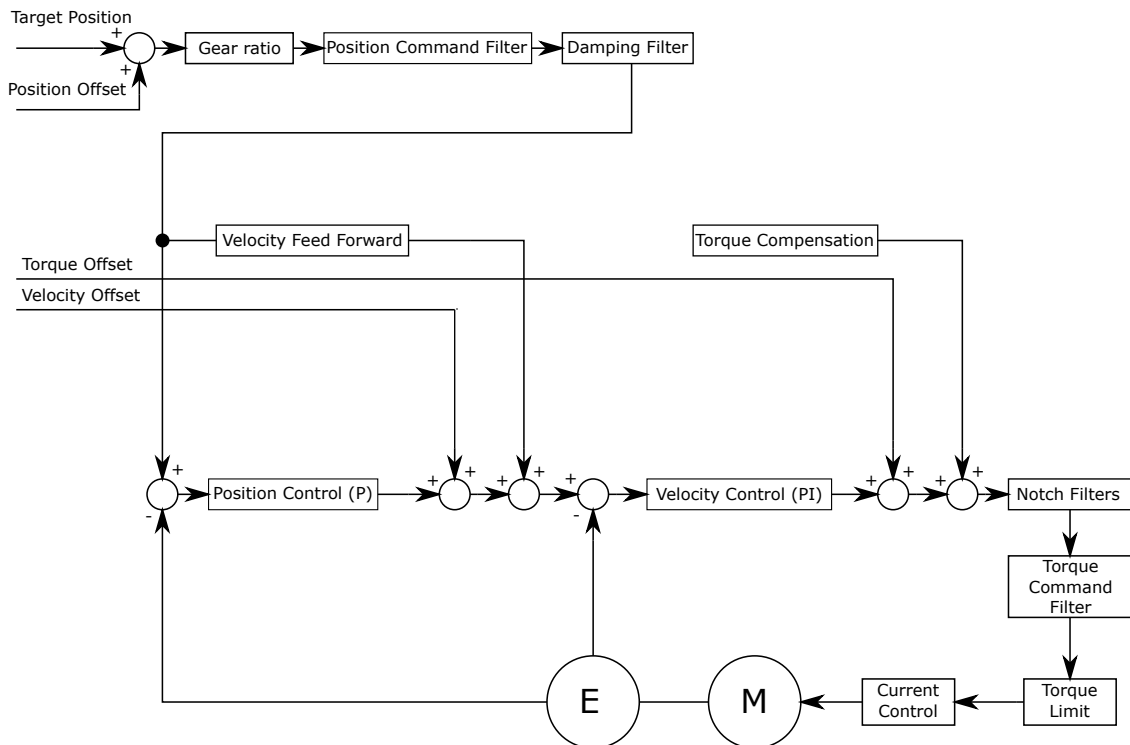 Target Position
+
+
Position Offset
Gear ratio
Position Command Filter
Damping Filter
Velocity Feed Forward
Torque Compensation
Torque Offset
Velocity Offset
+
-
Position Control (P)
+
+
+
+
+
-
Velocity Control (PI)
+
+
+
+
Notch Filters
Torque
Command
Filter
E
M
Current
Control
Torque
Limit